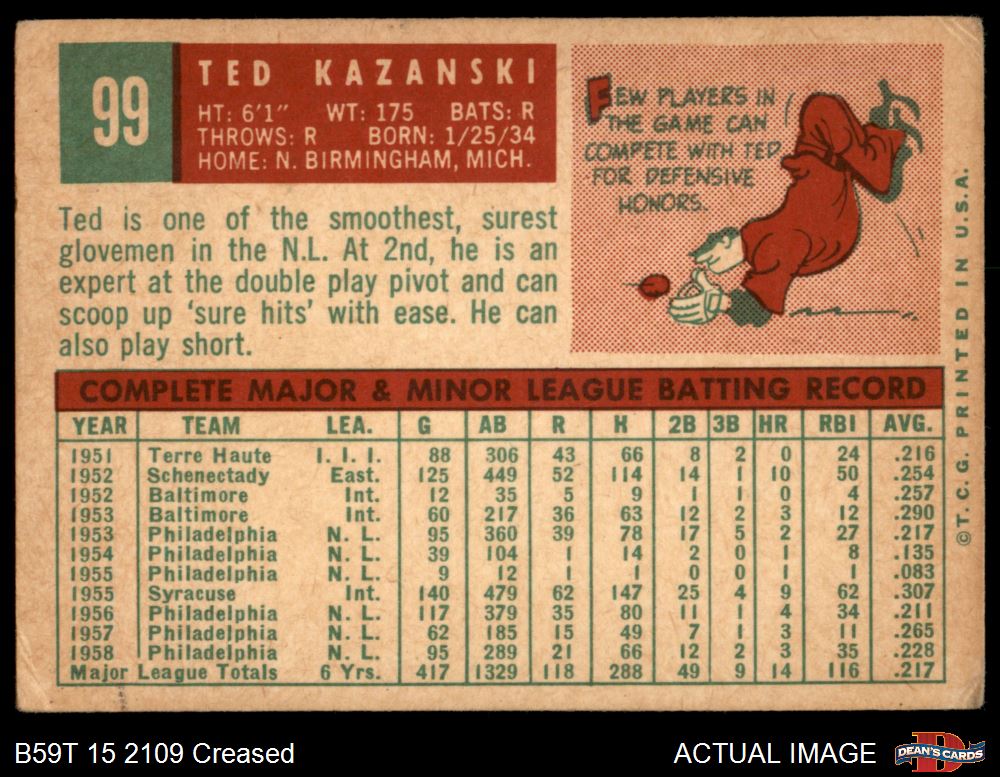 99
TED KAZANSKI
HT: 6'1" WT: 175 BATS: R
THROWS: R BORN: 1/25/34
HOME: N. BIRMINGHAM, MICH.
FEW PLAYERS IN
THE GAME CAN
COMPETE WITH TED
FOR DEFENSIVE
HONORS.
Ted is one of the smoothest, surest
glovemen in the N.L. At 2nd, he is an
expert at the double play pivot and can
scoop up 'sure hits' with ease. He can
also play short.
COMPLETE MAJOR & MINOR LEAGUE BATTING RECORD
YEAR TEAM LEA. G AB R H 2B 3B HR RBI AVG.
1951 Terre Haute I. I. I. 88 306 43 66 8 2 0 24 .216
1952 Schenectady East. 125 449 52 114 14 1 10 50 .254
1952 Baltimore Int. 12 35 5 9 1 1 0 4 .257
1953 Baltimore Int. 60 217 36 63 12 2 3 12 .290
1953 Philadelphia N. L. 95 360 39 78 17 5 2 27 .217
1954 Philadelphia N. L. 39 104 1 14 2 0 1 8 .135
1955 Philadelphia N. L. 9 12 1 1 0 0 1 1 .083
1955 Syracuse Int. 140 479 62 147 25 4 9 62 .307
1956 Philadelphia N. L. 117 379 35 80 11 1 4 34 .211
1957 Philadelphia N. L. 62 185 15 49 7 1 3 11 .265
1958 Philadelphia N. L. 95 289 21 66 12 2 3 35 .228
Major League Totals 6 Yrs. 417 1329 118 288 49 9 14 116 .217
©T.C.G. PRINTED IN U.S.A.
B59T 15 2109 Creased
ACTUAL IMAGE
DEAN'S CARDS